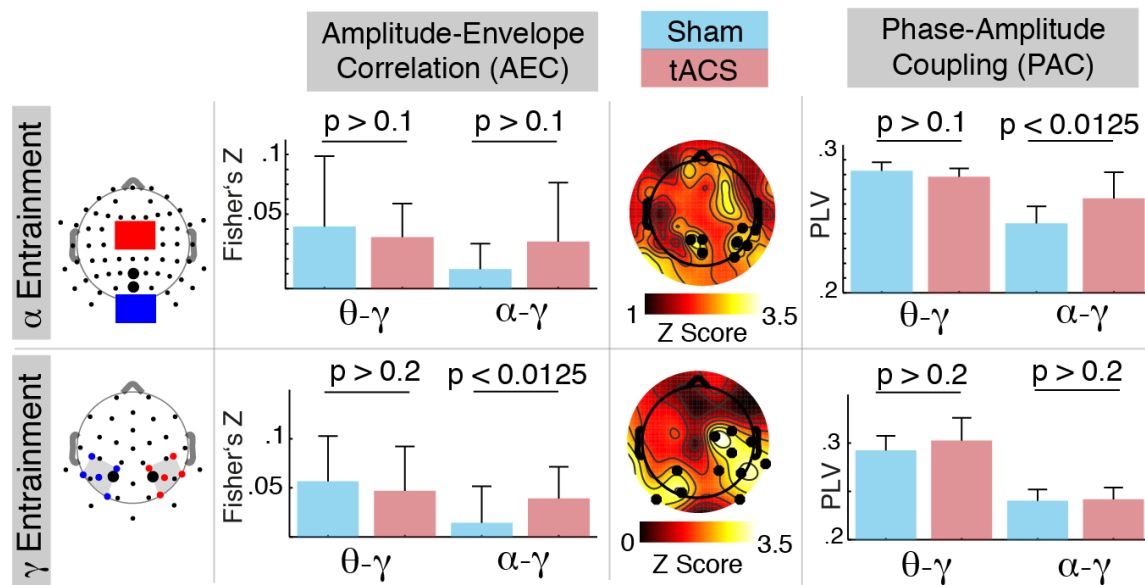 Amplitude-Envelope
Correlation (AEC)
Sham
tACS
Phase-Amplitude
Coupling (PAC)
α Entrainment
p > 0.1
p > 0.1
Fisher's Z
.1
.05
θ-γ
α-γ
1
3.5
Z Score
p > 0.1
p < 0.0125
PLV
.3
.2
θ-γ
α-γ
γ Entrainment
p > 0.2
p < 0.0125
Fisher's Z
.1
.05
θ-γ
α-γ
0
3.5
Z Score
p > 0.2
p > 0.2
PLV
.3
.2
θ-γ
α-γ